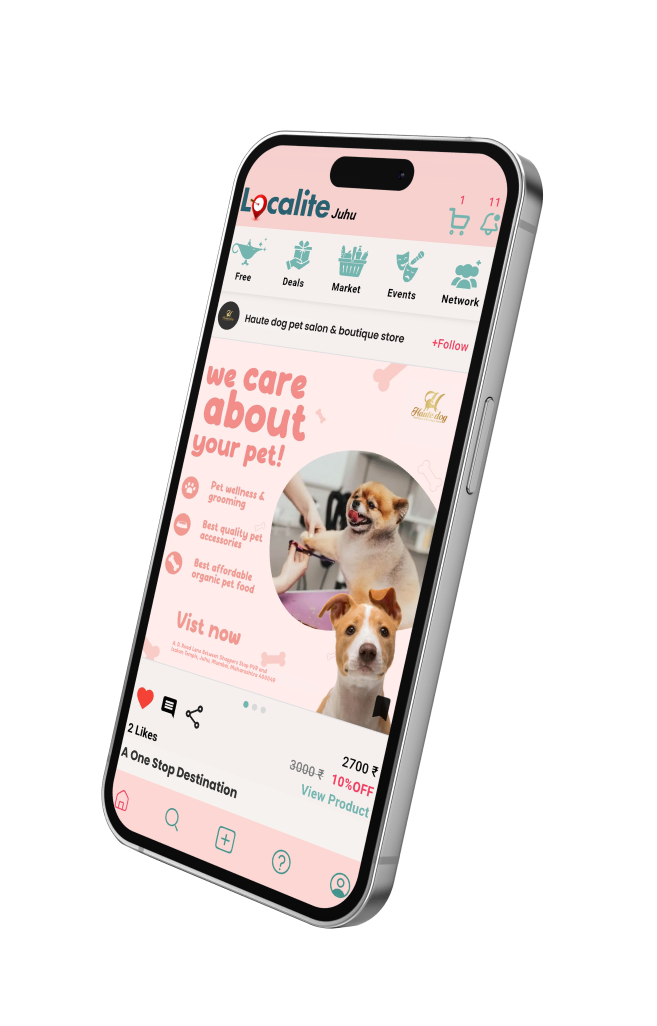 1 11
Localite Juhu
Free Deals Market Events Network
Haute dog pet salon & boutique store +Follow
we care
about
your pet!
Haute dog
Pet wellness &
grooming
Best quality pet
accessories
Best affordable
organic pet food
Vist now
2 Likes
2700 ₹
3000 ₹ 10%OFF
A One Stop Destination
View Product